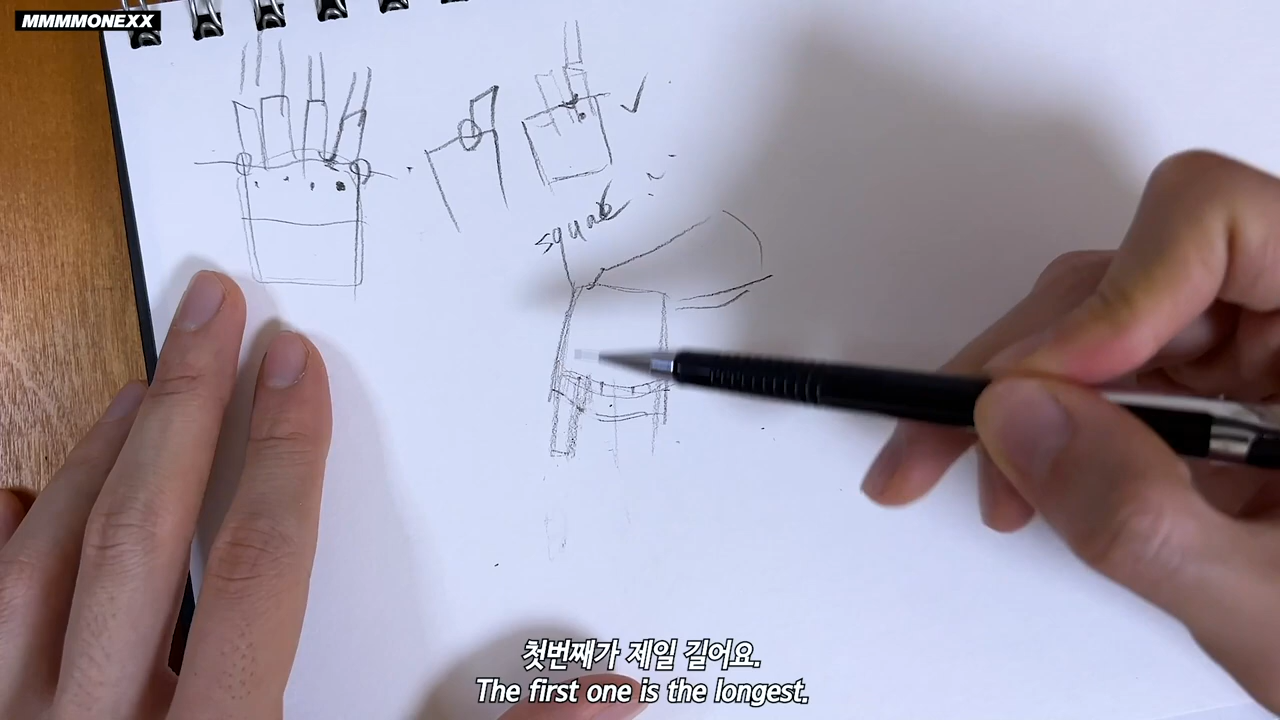 MMMMONEXX
square
첫번째가 제일 길어요.
The first one is the longest.